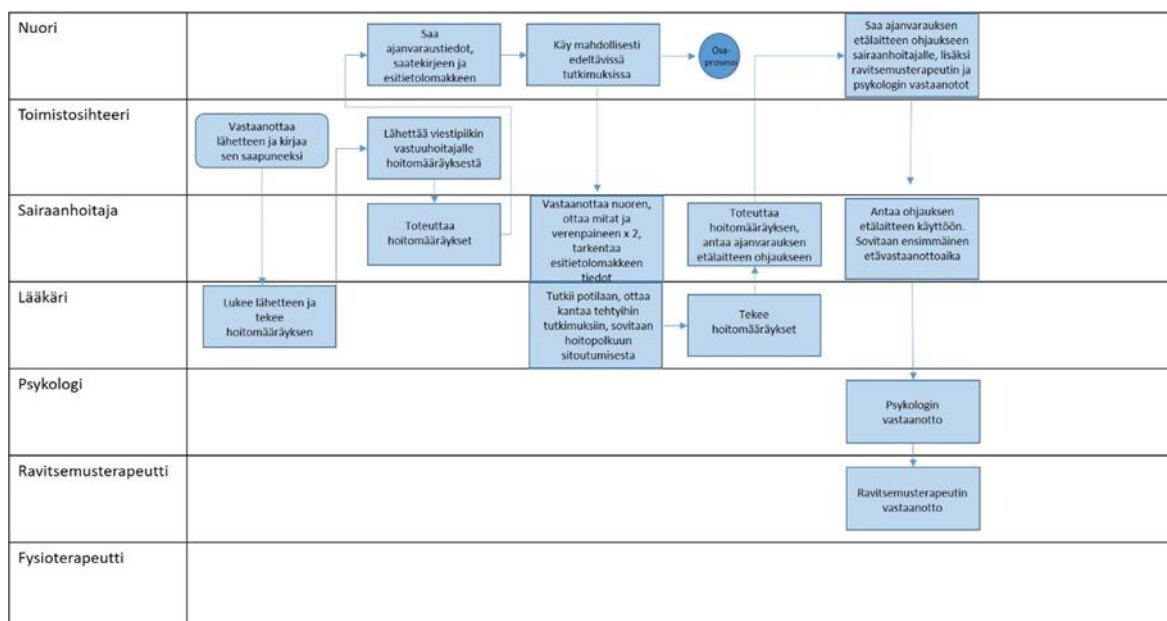 Nuori
Saa
ajanvaraustiedot,
saatekirjeen ja
esitietolomakkeen
Käy mahdollisesti
edeltävissä
tutkimuksissa
Osa-
prosessi
Saa ajanvarauksen
etälaitteen ohjaukseen
sairaanhoitajalle, lisäksi
ravitsemusterapeutin ja
psykologin vastaanotot
Toimistosihteeri
Vastaanottaa
lähetteen ja kirjaa
sen saapuneeksi
Lähettää viestipiikin
vastuuhoitajalle
hoitomääräyksestä
Sairaanhoitaja
Toteuttaa
hoitomääräykset
Vastaanottaa nuoren,
ottaa mitat ja
verenpaineen x 2,
tarkentaa
esitietolomakkeen
tiedot
Toteuttaa
hoitomääräyksen,
antaa ajanvarauksen
etälaitteen ohjaukseen
Antaa ohjauksen
etälaitteen käyttöön.
Sovitaan ensimmäinen
etävastaanottoaika
Lääkäri
Lukee lähetteen ja
tekee
hoitomääräyksen
Tutkii potilaan, ottaa
kantaa tehtyihin
tutkimuksiin, sovitaan
hoitopolkuun
sitoutumisesta
Tekee
hoitomääräykset
Psykologi
Psykologin
vastaanotto
Ravitsemusterapeutti
Ravitsemusterapeutin
vastaanotto
Fysioterapeutti